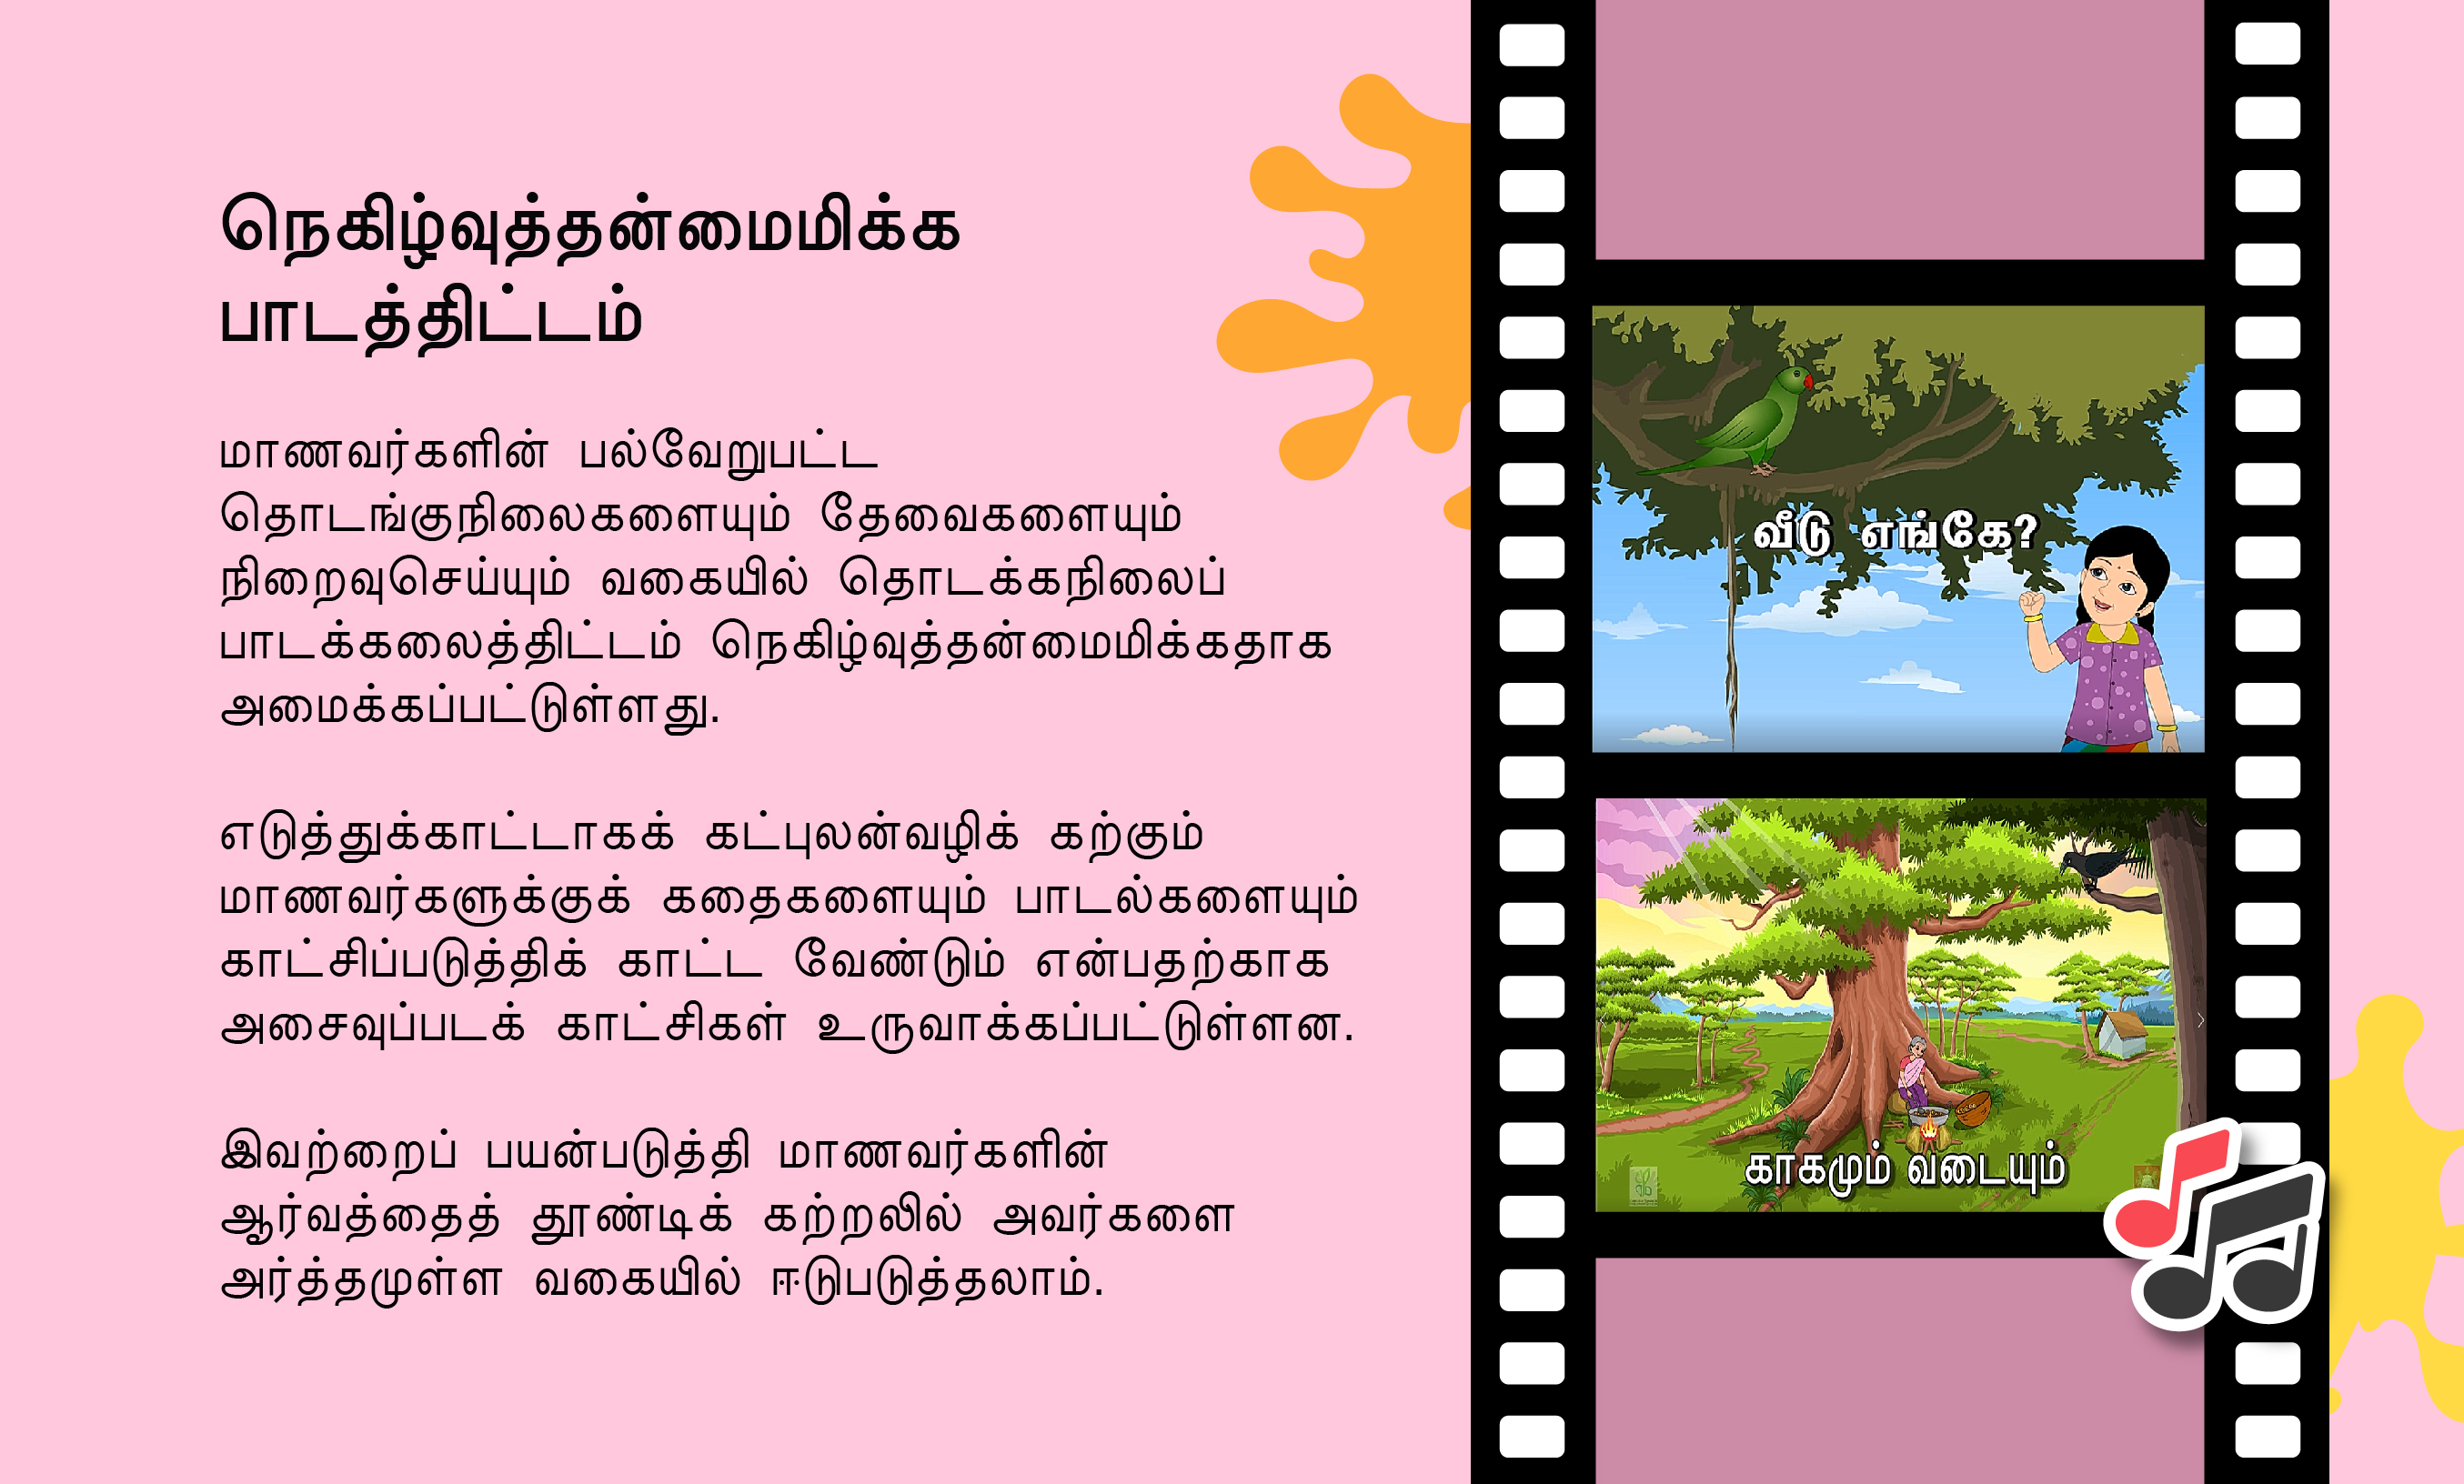 நெகிழ்வுத்தன்மைமிக்க
பாடத்திட்டம்
மாணவர்களின் பல்வேறுபட்ட
தொடங்குநிலைகளையும் தேவைகளையும்
நிறைவுசெய்யும் வகையில் தொடக்கநிலைப்
பாடக்கலைத்திட்டம் நெகிழ்வுத்தன்மைமிக்கதாக
அமைக்கப்பட்டுள்ளது.
எடுத்துக்காட்டாகக் கட்புலன்வழிக் கற்கும்
மாணவர்களுக்குக் கதைகளையும் பாடல்களையும்
காட்சிப்படுத்திக் காட்ட வேண்டும் என்பதற்காக
அசைவுப்படக் காட்சிகள் உருவாக்கப்பட்டுள்ளன.
இவற்றைப் பயன்படுத்தி மாணவர்களின்
ஆர்வத்தைத் தூண்டிக் கற்றலில் அவர்களை
அர்த்தமுள்ள வகையில் ஈடுபடுத்தலாம்.
வீடு எங்கே?
காகமும் வடையும்